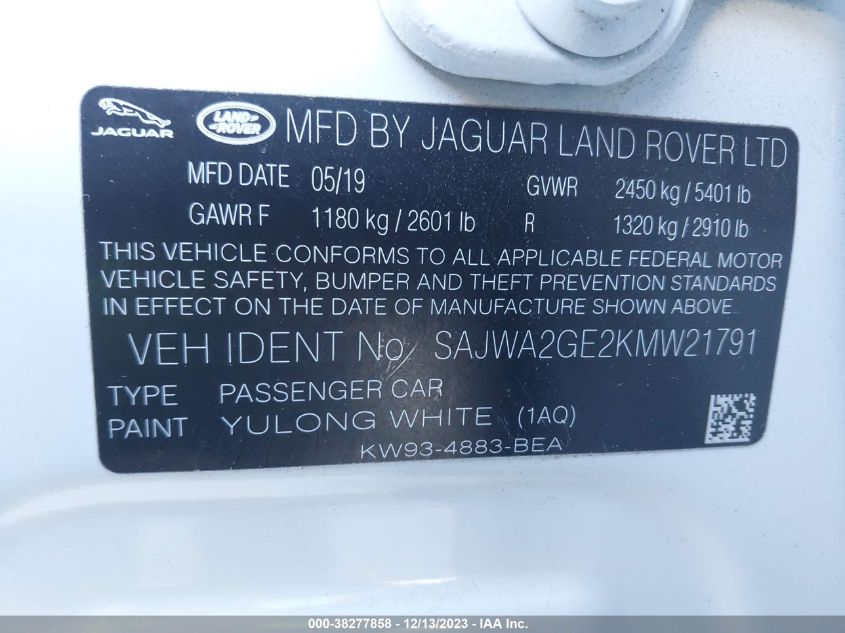 JAGUAR LAND ROVER MFD BY JAGUAR LAND ROVER LTD
MFD DATE 05/19 GVWR 2450 kg / 5401 lb
GAWR F 1180 kg / 2601 lb R 1320 kg / 2910 lb
THIS VEHICLE CONFORMS TO ALL APPLICABLE FEDERAL MOTOR
VEHICLE SAFETY, BUMPER AND THEFT PREVENTION STANDARDS
IN EFFECT ON THE DATE OF MANUFACTURE SHOWN ABOVE
VEH IDENT No SAJWA2GE2KMW21791
TYPE PASSENGER CAR
PAINT YULONG WHITE (1AQ)
KW93-4883-BEA
000-38277858 - 12/13/2023 - IAA Inc.